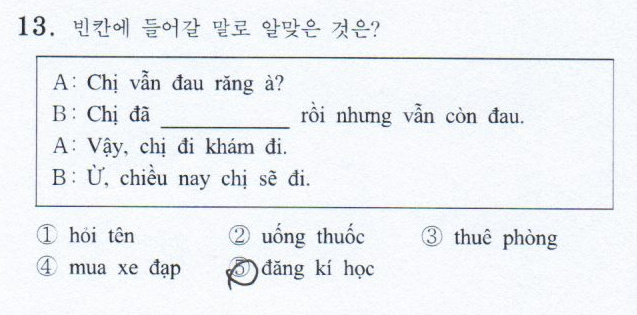 13. 빈칸에 들어갈 말로 알맞은 것은?
A: Chị vẫn đau răng à?
B: Chị đã ____________ rồi nhưng vẫn còn đau.
A: Vậy, chị đi khám đi.
B: Ừ, chiều nay chị sẽ đi.
① hỏi tên ② uống thuốc ③ thuê phòng
④ mua xe đạp ⑤ đăng kí học